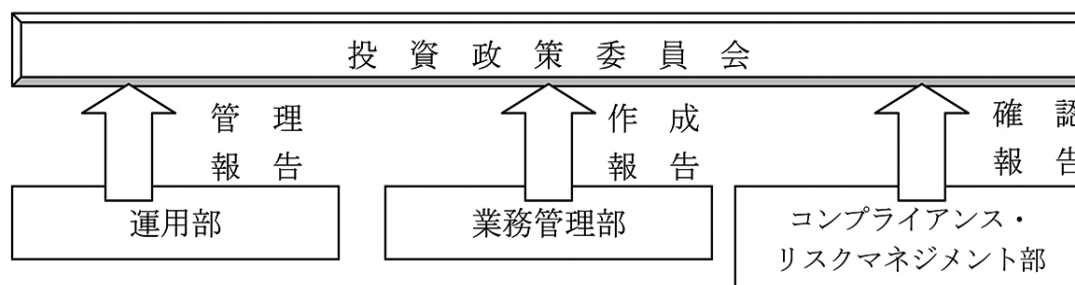 投資政策委員会
管理 作成 確認
報告 報告 報告
運用部 業務管理部 コンプライアンス・
リスクマネジメント部